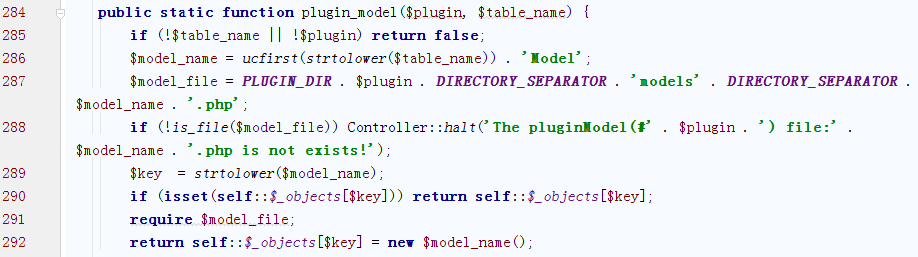 284 public static function plugin_model($plugin, $table_name) {
285 if (!$table_name || !$plugin) return false;
286 $model_name = ucfirst(strtolower($table_name)) . 'Model';
287 $model_file = PLUGIN_DIR . $plugin . DIRECTORY_SEPARATOR . 'models' . DIRECTORY_SEPARATOR .
$model_name . '.php';
288 if (!is_file($model_file)) Controller::halt('The pluginModel(#' . $plugin . ') file:' .
$model_name . '.php is not exists!');
289 $key  = strtolower($model_name);
290 if (isset(self::$_objects[$key])) return self::$_objects[$key];
291 require $model_file;
292 return self::$_objects[$key] = new $model_name();